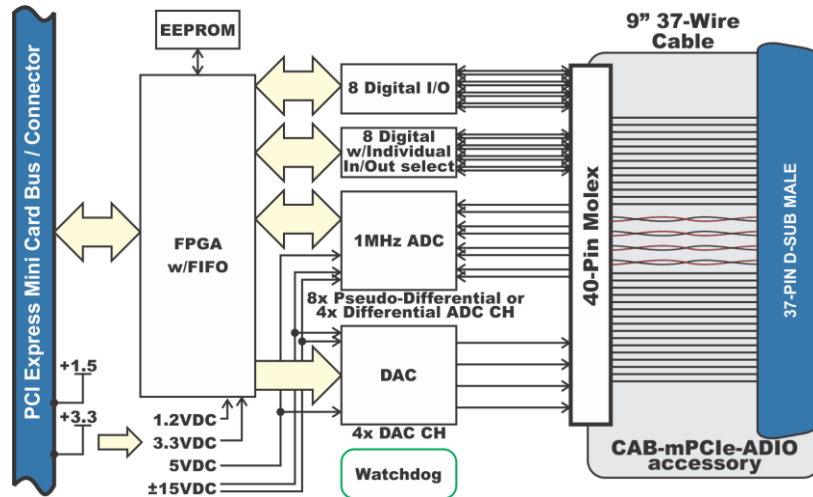 EEPROM
9” 37-Wire
Cable
PCI Express Mini Card Bus / Connector
8 Digital I/O
8 Digital
w/Individual
In/Out select
FPGA
w/FIFO
1MHz ADC
40-Pin Molex
37-PIN D-SUB MALE
8x Pseudo-Differential or
4x Differential ADC CH
+1.5
DAC
+3.3
1.2VDC
3.3VDC
4x DAC CH
5VDC
±15VDC
Watchdog
CAB-mPCIe-ADIO
accessory